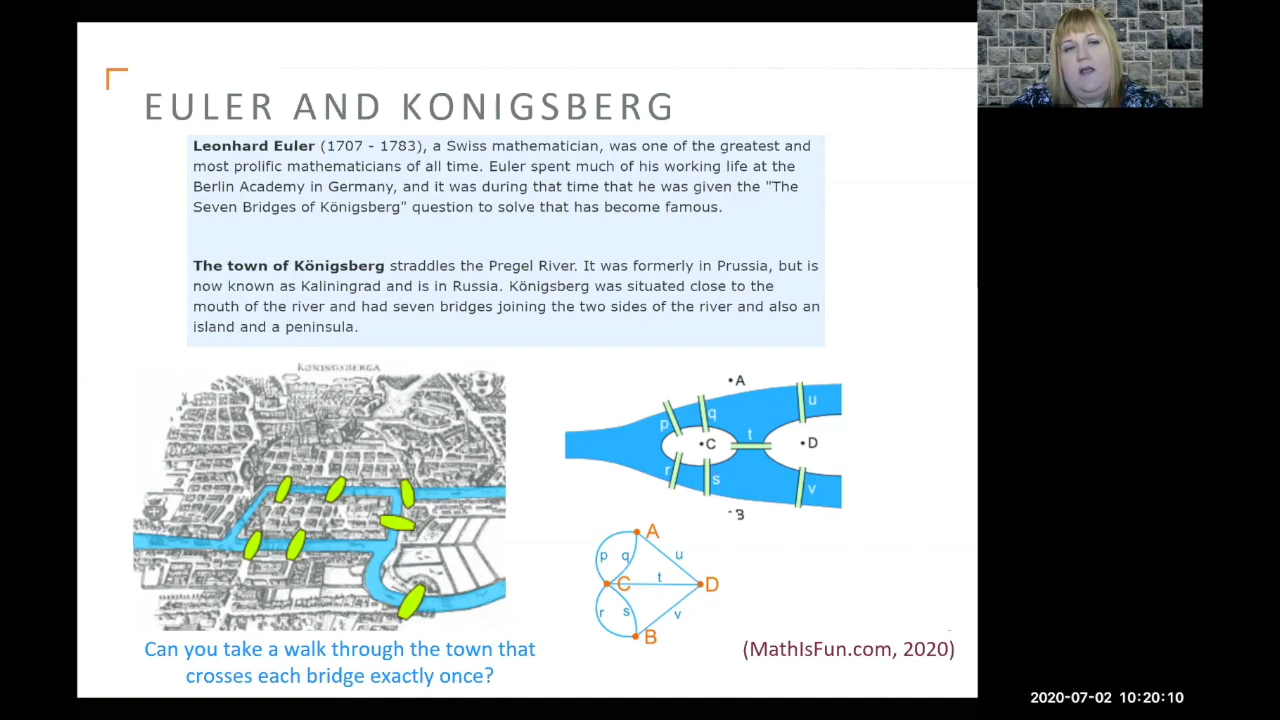 EULER AND KONIGSBERG
Leonhard Euler (1707 - 1783), a Swiss mathematician, was one of the greatest and
most prolific mathematicians of all time. Euler spent much of his working life at the
Berlin Academy in Germany, and it was during that time that he was given the "The
Seven Bridges of Königsberg" question to solve that has become famous.
The town of Königsberg straddles the Pregel River. It was formerly in Prussia, but is
now known as Kaliningrad and is in Russia. Königsberg was situated close to the
mouth of the river and had seven bridges joining the two sides of the river and also an
island and a peninsula.
KONINGSBERGA
A
p
q
u
t
C
D
r
s
v
B
A
p
q
u
C
t
D
r
s
v
B
Can you take a walk through the town that
crosses each bridge exactly once?
(MathIsFun.com, 2020)
2020-07-02 10:20:10